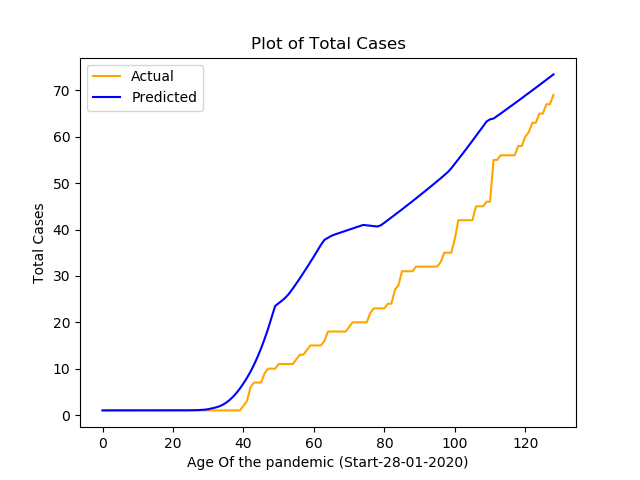 Plot of Total Cases
Actual
Predicted
70
60
50
40
30
20
10
0
Total Cases
0 20 40 60 80 100 120
Age Of the pandemic (Start-28-01-2020)